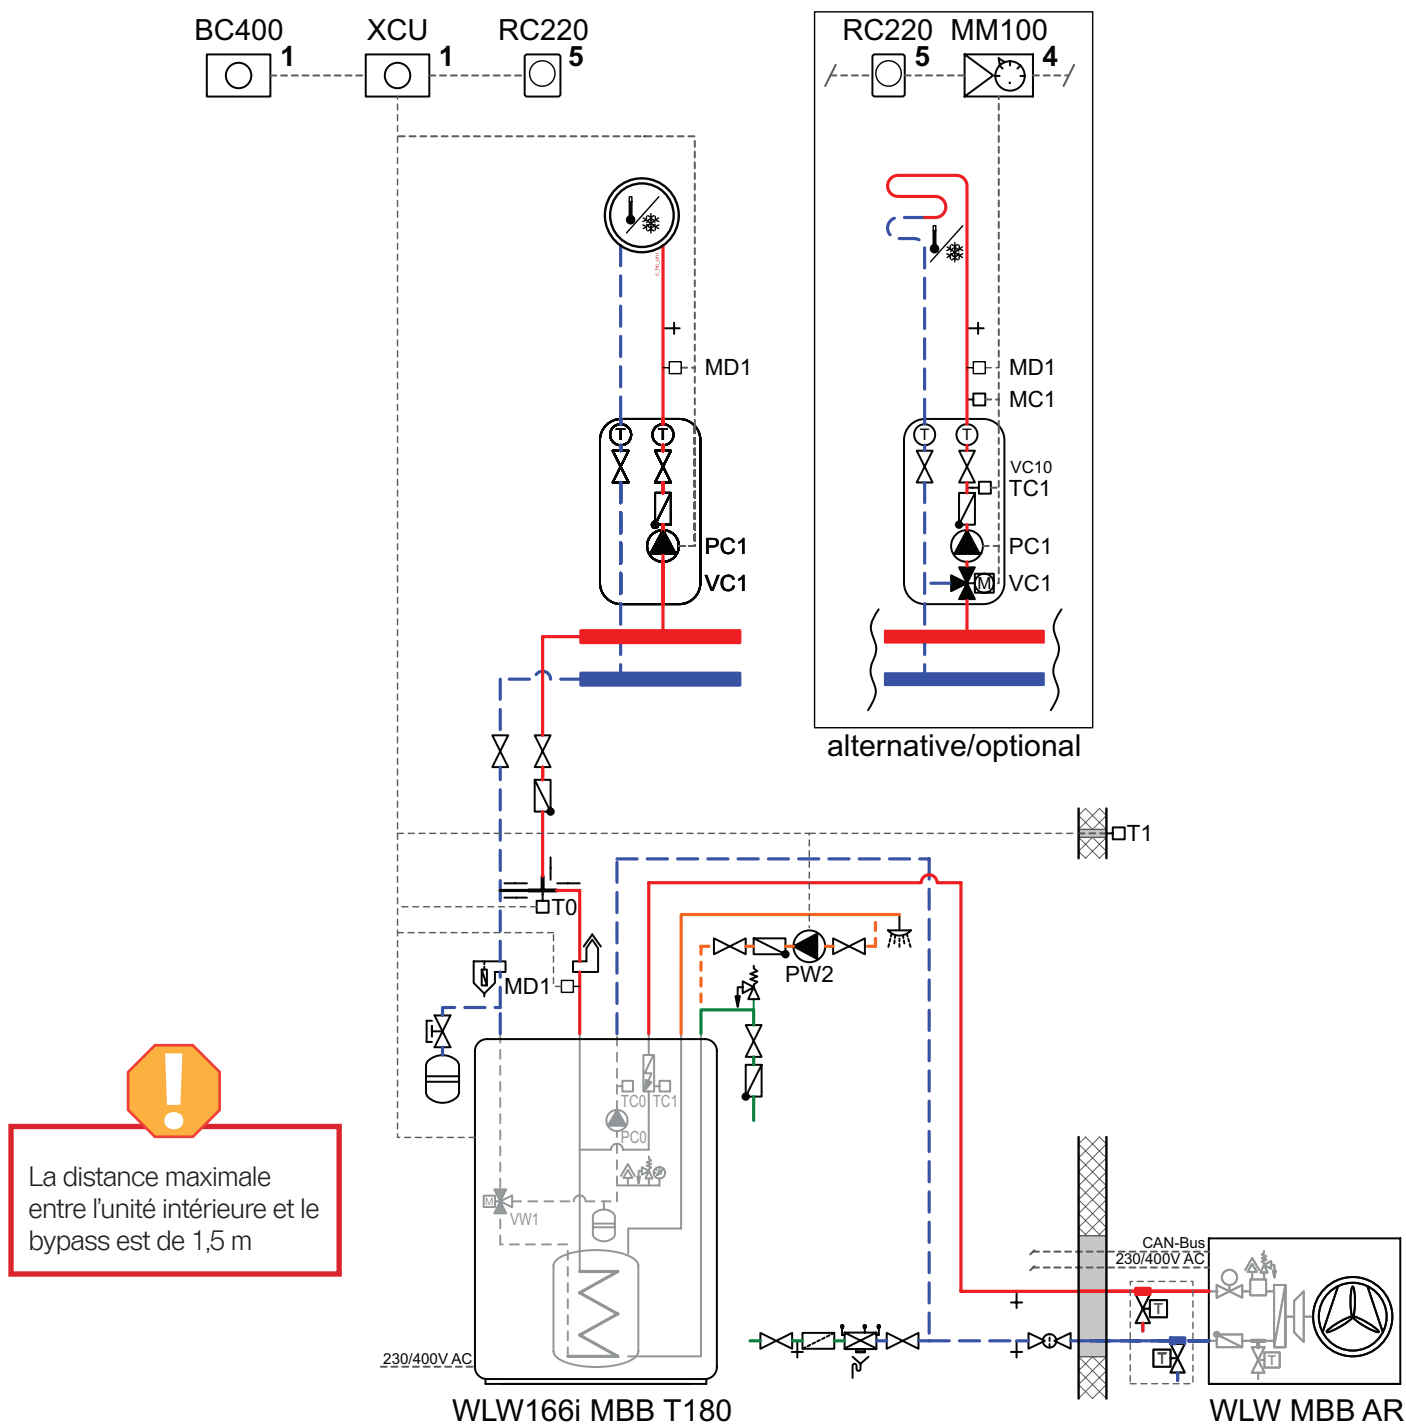 BC400
1
XCU
1
RC220
5
RC220
5
MM100
4
MD1
T
T
PC1
VC1
MD1
MC1
T
T
VC10
TC1
PC1
M
VC1
alternative/optional
T1
T0
PW2
MD1
TC0
TC1
PC0
M
VW1
La distance maximale
entre l'unité intérieure et le
bypass est de 1,5 m
CAN-Bus
230/400V AC
T
T
T
230/400V AC
WLW166i MBB T180
WLW MBB AR